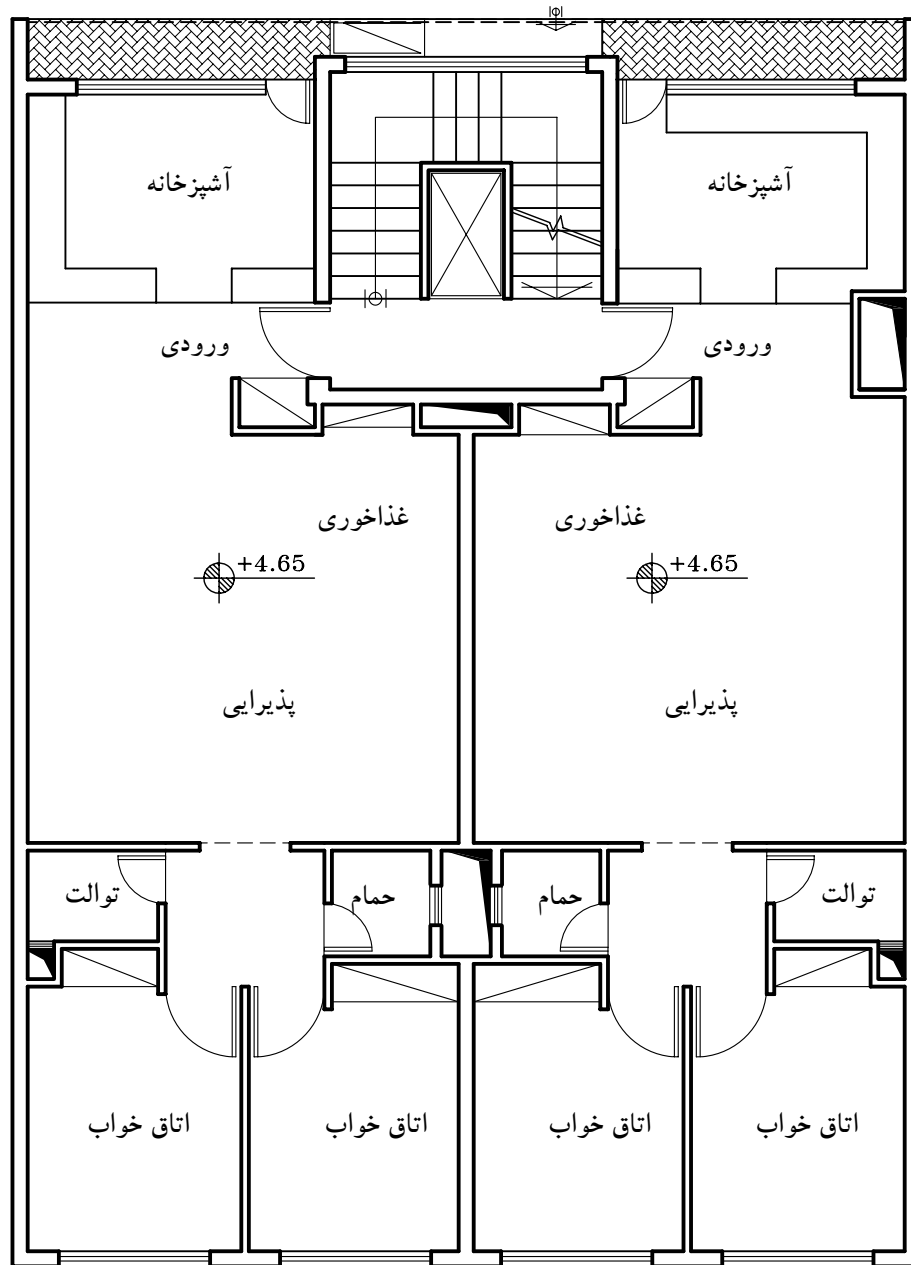 آشپزخانه
آشپزخانه
ورودی
ورودی
غذاخوری
غذاخوری
+4.65
+4.65
پذیرایی
پذیرایی
توالت
حمام
حمام
توالت
اتاق خواب
اتاق خواب
اتاق خواب
اتاق خواب